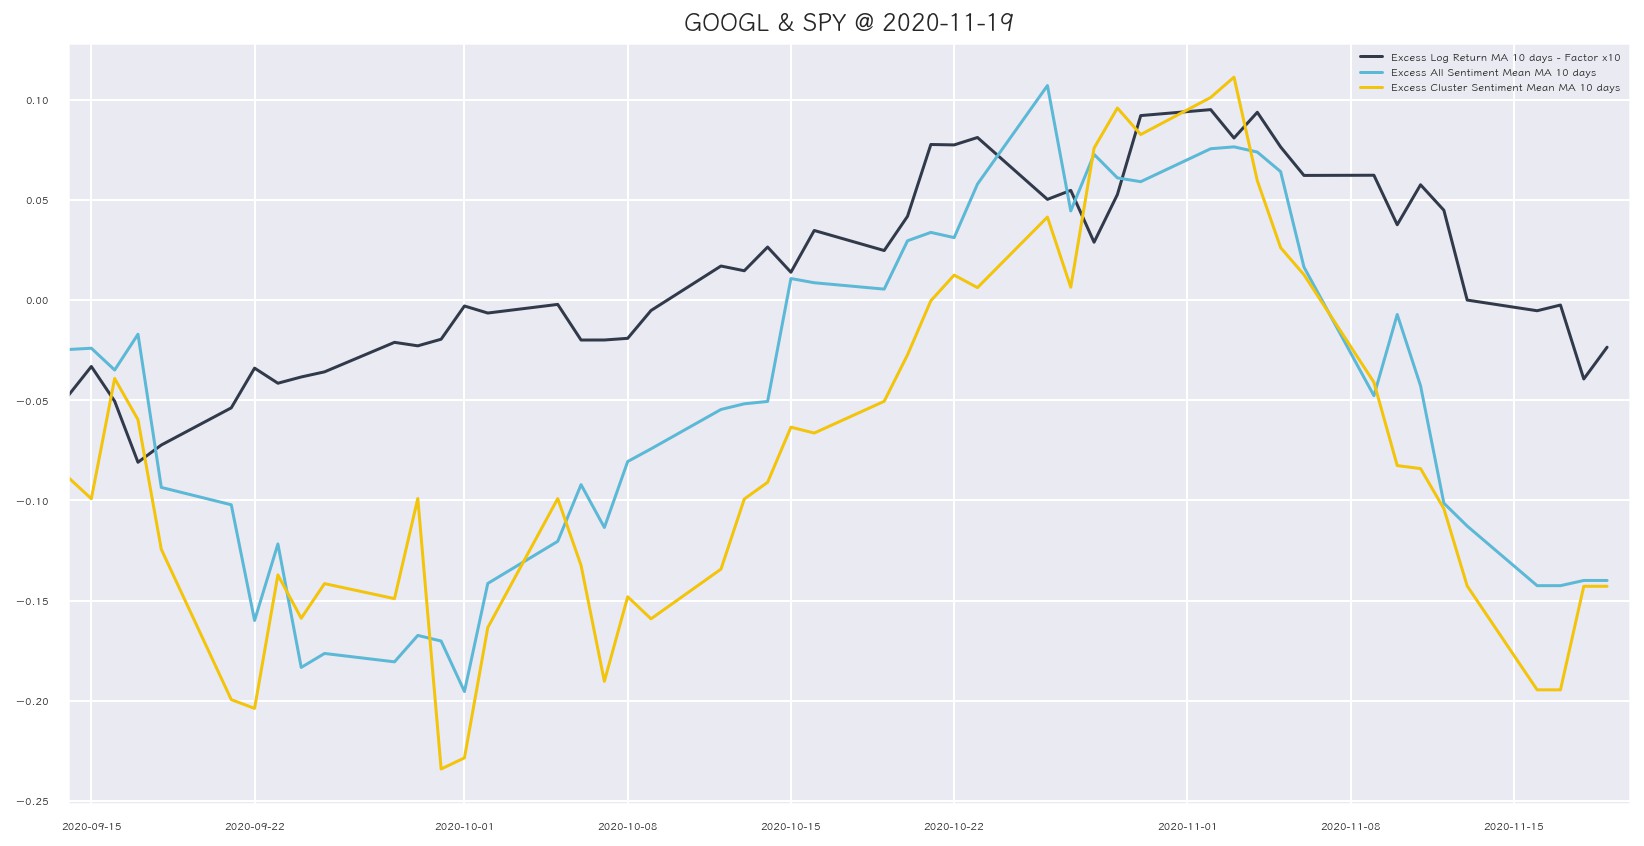 GOOGL & SPY @ 2020-11-19
Excess Log Return MA 10 days - Factor x10
Excess All Sentiment Mean MA 10 days
Excess Cluster Sentiment Mean MA 10 days
0.10
0.05
0.00
−0.05
−0.10
−0.15
−0.20
−0.25
2020-09-15 2020-09-22 2020-10-01 2020-10-08 2020-10-15 2020-10-22 2020-11-01 2020-11-08 2020-11-15